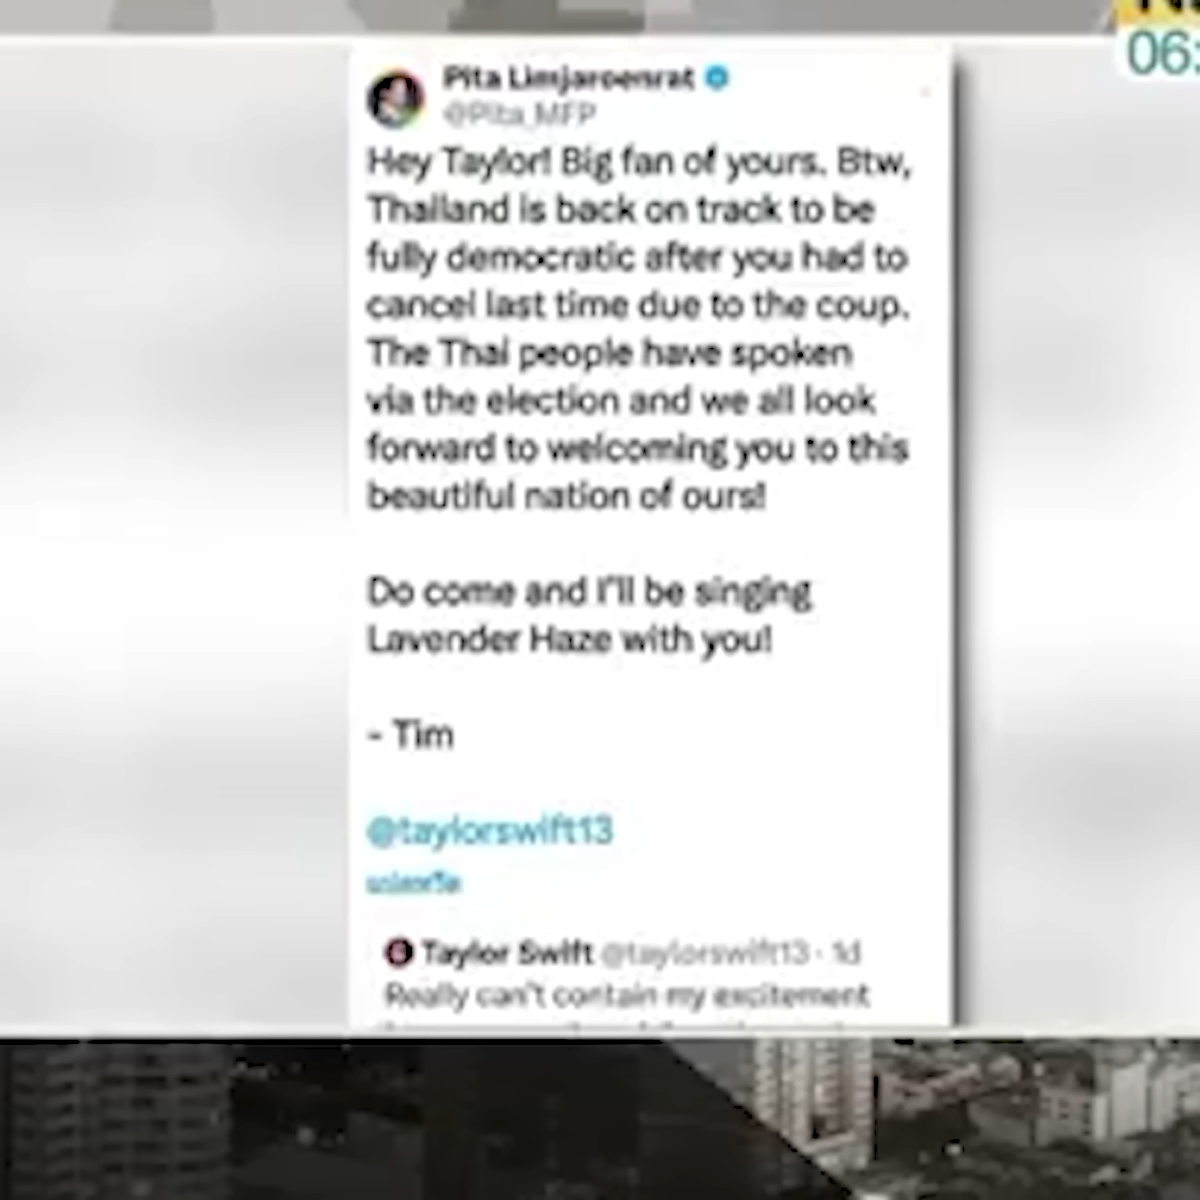 06:
Pita Limjaroenrat
@Pita_MFP
Hey Taylor! Big fan of yours. Btw,
Thailand is back on track to be
fully democratic after you had to
cancel last time due to the coup.
The Thai people have spoken
via the election and we all look
forward to welcoming you to this
beautiful nation of ours!
Do come and I'll be singing
Lavender Haze with you!
- Tim
@taylorswift13
Taylor Swift @taylorswift13 · 1d
Really can't contain my excitement